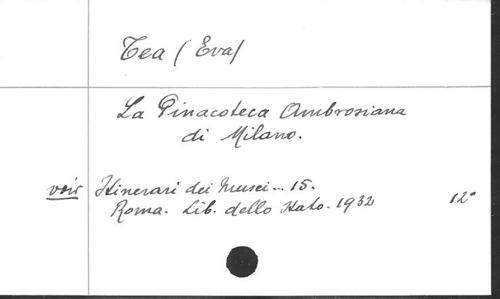 Tea (Eva)
La Pinacoteca Ambrosiana
di Milano.
voir Itinerari dei Musei... 15.
Roma. Lib. dello Stato. 1932 12°